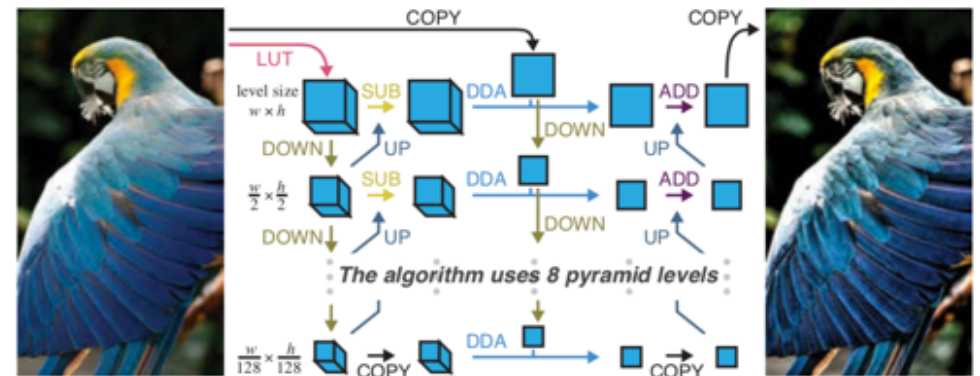 COPY
COPY
LUT
level size
w × h
SUB
DDA
ADD
DOWN
UP
DOWN
UP
w/2 × h/2
SUB
DDA
ADD
DOWN
UP
DOWN
UP
The algorithm uses 8 pyramid levels
w/128 × h/128
COPY
DDA
COPY